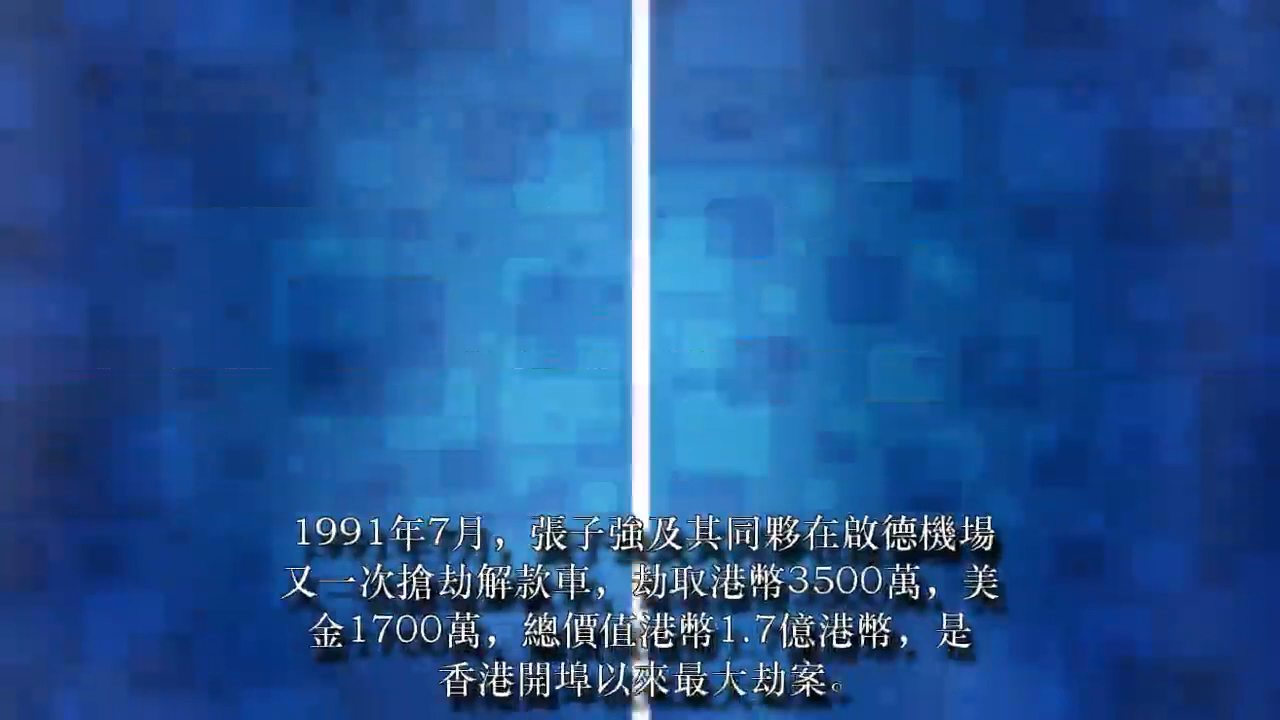 1991年7月，張子強及其同夥在啟德機場
又一次搶劫解款車，劫取港幣3500萬，美
金1700萬，總價值港幣1.7億港幣，是
香港開埠以來最大劫案。